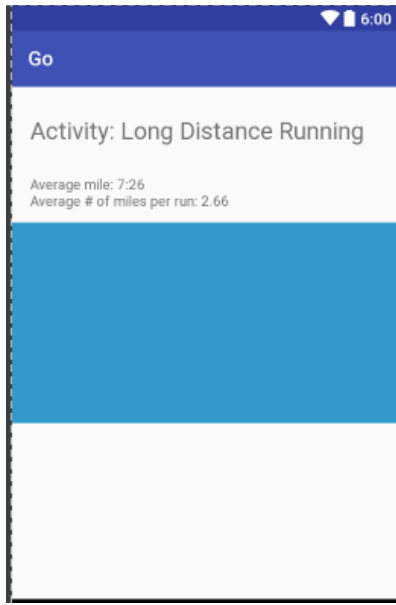 6:00
Go
Activity: Long Distance Running
Average mile: 7:26
Average # of miles per run: 2.66